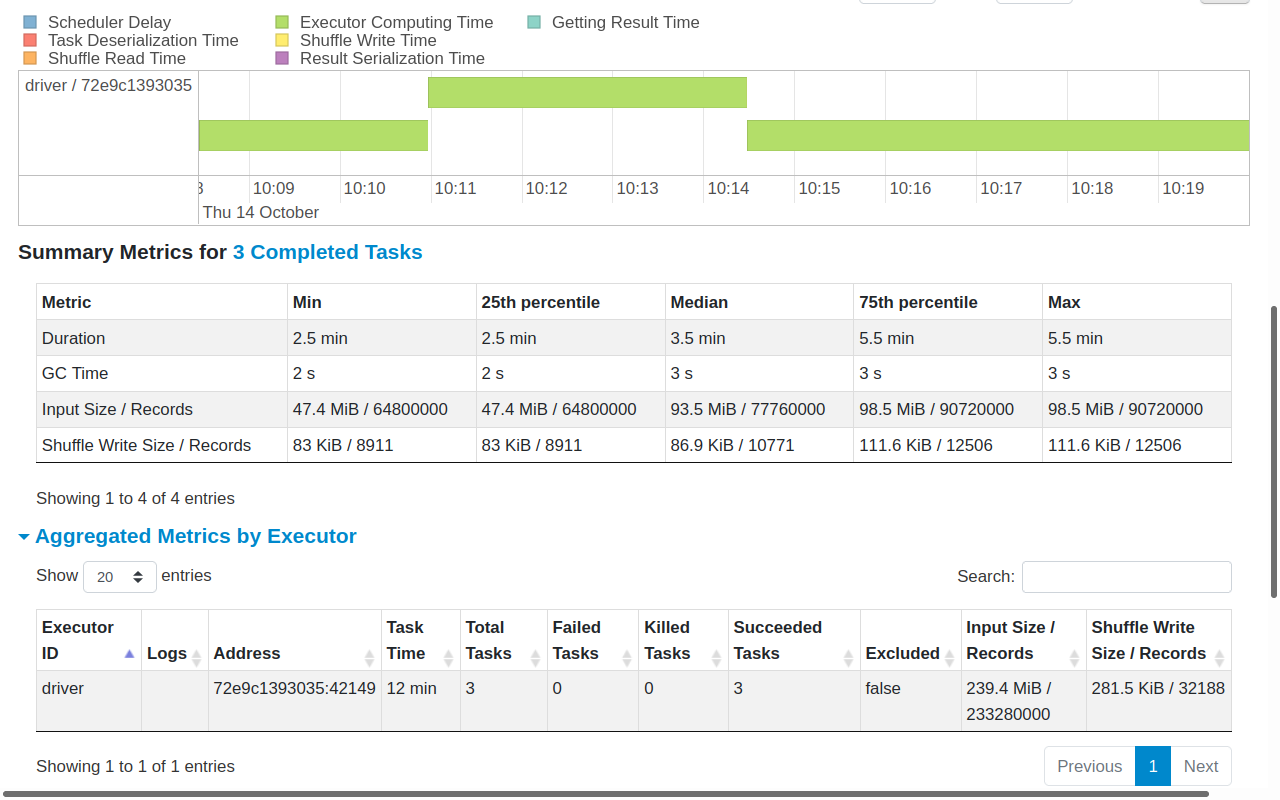 Scheduler Delay Executor Computing Time Getting Result Time
Task Deserialization Time Shuffle Write Time
Shuffle Read Time Result Serialization Time
driver / 72e9c1393035
10:09 10:10 10:11 10:12 10:13 10:14 10:15 10:16 10:17 10:18 10:19
Thu 14 October
Summary Metrics for 3 Completed Tasks
Metric Min 25th percentile Median 75th percentile Max
Duration 2.5 min 2.5 min 3.5 min 5.5 min 5.5 min
GC Time 2 s 2 s 3 s 3 s 3 s
Input Size / Records 47.4 MiB / 64800000 47.4 MiB / 64800000 93.5 MiB / 77760000 98.5 MiB / 90720000 98.5 MiB / 90720000
Shuffle Write Size / Records 83 KiB / 8911 83 KiB / 8911 86.9 KiB / 10771 111.6 KiB / 12506 111.6 KiB / 12506
Showing 1 to 4 of 4 entries
Aggregated Metrics by Executor
Show 20 entries Search:
Executor Task Total Failed Killed Succeeded Input Size / Shuffle Write
ID Logs Address Time Tasks Tasks Tasks Tasks Excluded Records Size / Records
driver 72e9c1393035:42149 12 min 3 0 0 3 false 239.4 MiB / 281.5 KiB / 32188
233280000
Showing 1 to 1 of 1 entries Previous 1 Next